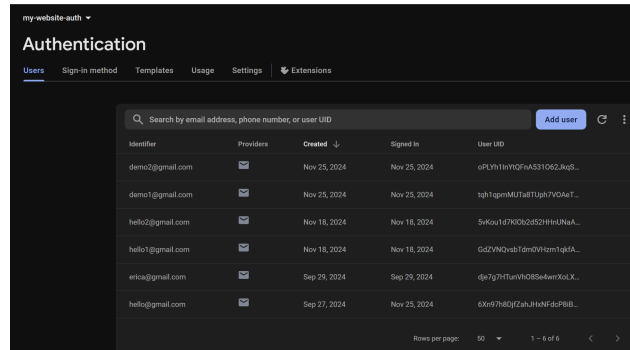 my-website-auth
Authentication
Users Sign-in method Templates Usage Settings Extensions
Search by email address, phone number, or user UID Add user
Identifier Providers Created Signed In User UID
demo2@gmail.com Nov 25, 2024 Nov 25, 2024
demo1@gmail.com Nov 25, 2024 Nov 25, 2024 tqh1qpmMUTa8TUph7VOAeT...
hello2@gmail.com Nov 18, 2024 Nov 18, 2024
hello1@gmail.com Nov 18, 2024 Nov 18, 2024
erica@gmail.com Sep 29, 2024 Sep 29, 2024
hello@gmail.com Sep 27, 2024 Nov 25, 2024
Rows per page: 50 1 – 6 of 6